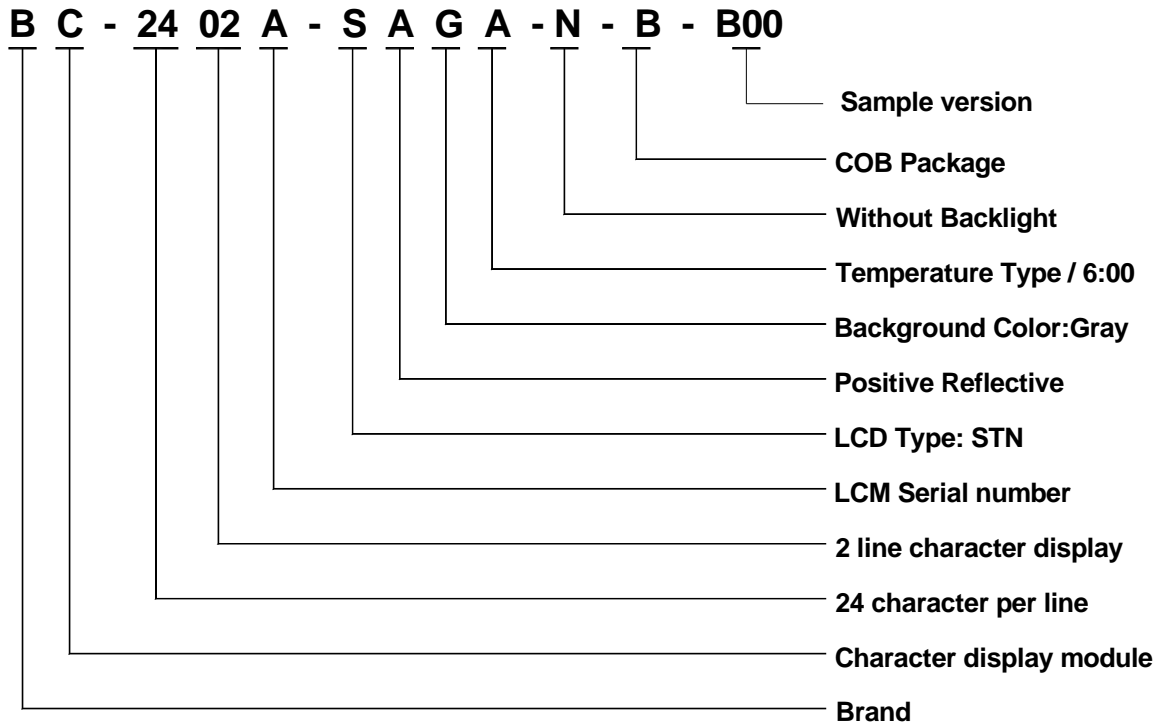 B C - 24 02 A - S A G A - N - B - B00
Sample version
COB Package
Without Backlight
Temperature Type / 6:00
Background Color:Gray
Positive Reflective
LCD Type: STN
LCM Serial number
2 line character display
24 character per line
Character display module
Brand